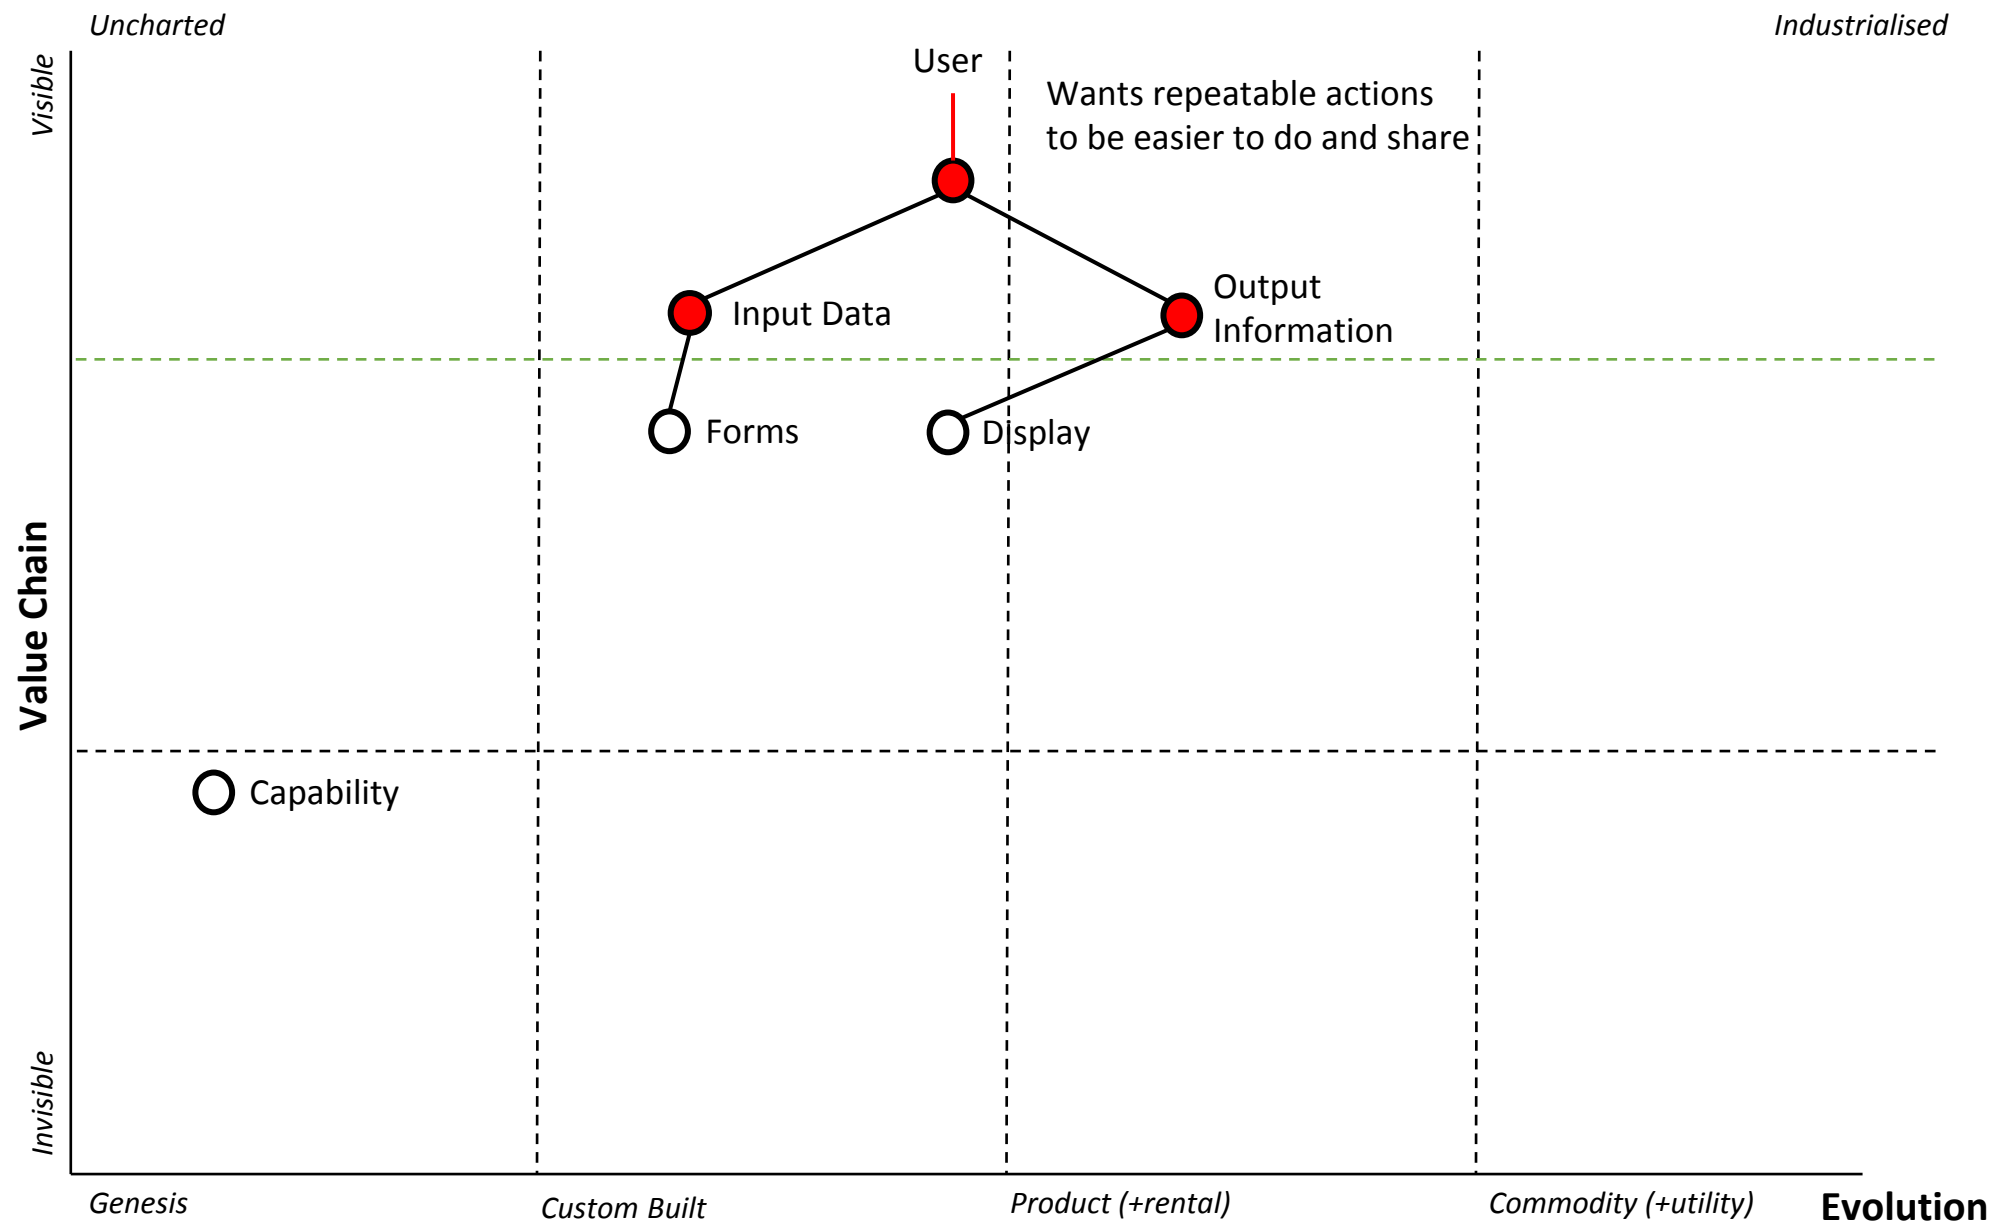 Uncharted
Industrialised
Visible
User
Wants repeatable actions
to be easier to do and share
Input Data
Output
Information
Forms
Display
Value Chain
Capability
Invisible
Genesis
Custom Built
Product (+rental)
Commodity (+utility)
Evolution